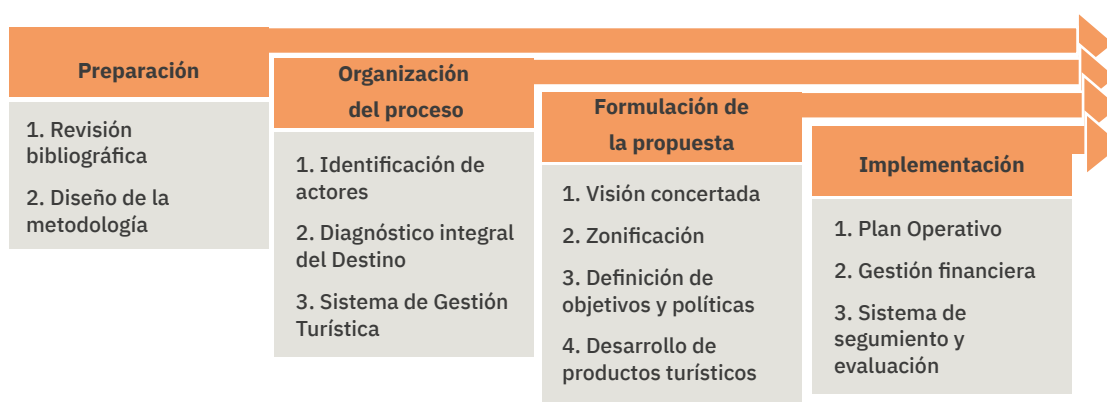 Preparación
1. Revisión
bibliográfica
2. Diseño de la
metodología
Organización
del proceso
1. Identificación de
actores
2. Diagnóstico integral
del Destino
3. Sistema de Gestión
Turística
Formulación de
la propuesta
1. Visión concertada
2. Zonificación
3. Definición de
objetivos y políticas
4. Desarrollo de
productos turísticos
Implementación
1. Plan Operativo
2. Gestión financiera
3. Sistema de
segumiento y
evaluación